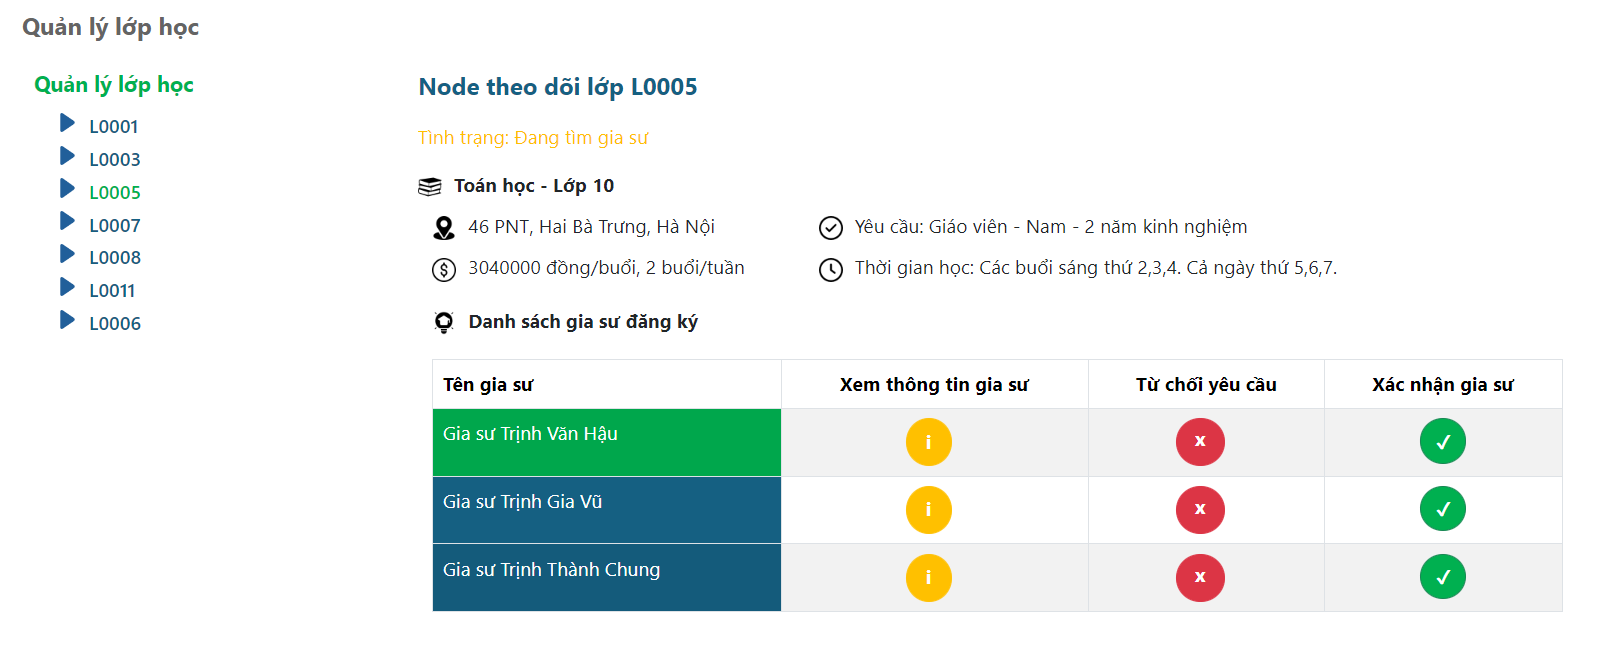 Quản lý lớp học
Quản lý lớp học
L0001
L0003
L0005
L0007
L0008
L0011
L0006
Node theo dõi lớp L0005
Tình trạng: Đang tìm gia sư
Toán học - Lớp 10
46 PNT, Hai Bà Trưng, Hà Nội
Yêu cầu: Giáo viên - Nam - 2 năm kinh nghiệm
3040000 đồng/buổi, 2 buổi/tuần
Thời gian học: Các buổi sáng thứ 2,3,4. Cả ngày thứ 5,6,7.
Danh sách gia sư đăng ký
Tên gia sư Xem thông tin gia sư Từ chối yêu cầu Xác nhận gia sư
Gia sư Trịnh Văn Hậu i x ✓
Gia sư Trịnh Gia Vũ i x ✓
Gia sư Trịnh Thành Chung i x ✓